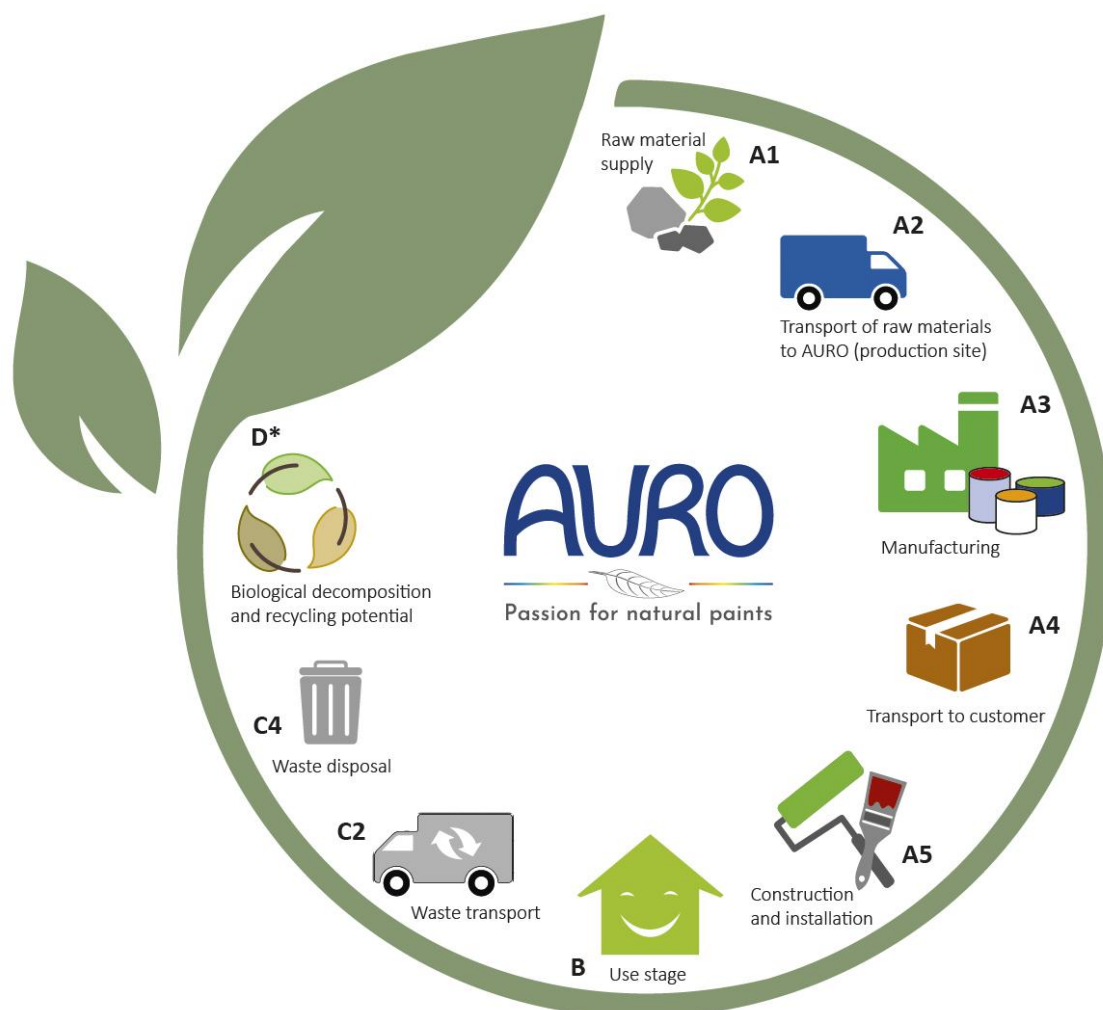 Raw material
supply
A1
A2
Transport of raw materials
to AURO (production site)
A3
Manufacturing
A4
Transport to customer
A5
Construction
and installation
B
Use stage
C2
Waste transport
C4
Waste disposal
D*
Biological decomposition
and recycling potential
AURO
Passion for natural paints